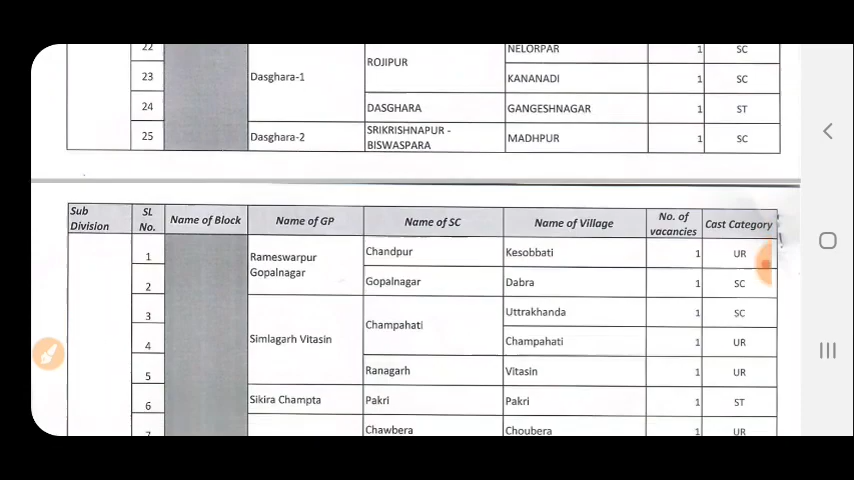 22 NELORPAR 1 SC
ROJIPUR
23 Dasghara-1 KANANADI 1 SC
24 DASGHARA GANGESHNAGAR 1 ST
25 Dasghara-2 SRIKRISHNAPUR - BISWASPARA MADHPUR 1 SC
Sub Division SL No. Name of Block Name of GP Name of SC Name of Village No. of vacancies Cast Category
1 Rameswarpur Gopalnagar Chandpur Kesobbati 1 UR
2 Gopalnagar Dabra 1 SC
3 Champahati Uttrakhanda 1 SC
4 Simlagarh Vitasin Champahati 1 UR
5 Ranagarh Vitasin 1 UR
6 Sikira Champta Pakri Pakri 1 ST
7 Chawbera Choubera 1 UR